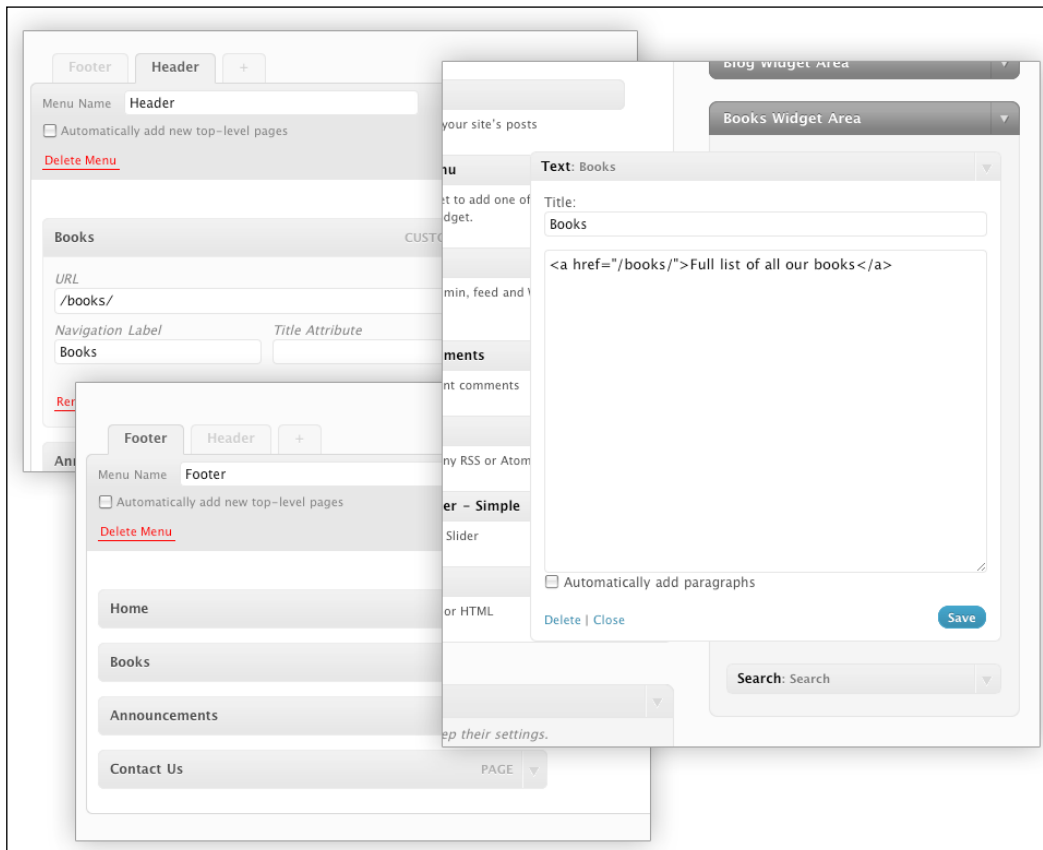 Footer Header +
Menu Name Header
Automatically add new top-level pages
Delete Menu
Books
URL
/books/
Navigation Label Title Attribute
Books
Footer Header +
Menu Name Footer
Automatically add new top-level pages
Delete Menu
Home
Books
Announcements
Contact Us PAGE
Blog Widget Area
your site's posts
Books Widget Area
Text: Books
et to add one of
dget.
Title:
Books
<a href="/books/">Full list of all our books</a>
min, feed and
ments
nt comments
ny RSS or Atom
er – Simple
Slider
or HTML
Automatically add paragraphs
Delete | Close Save
Search: Search
ep their settings.